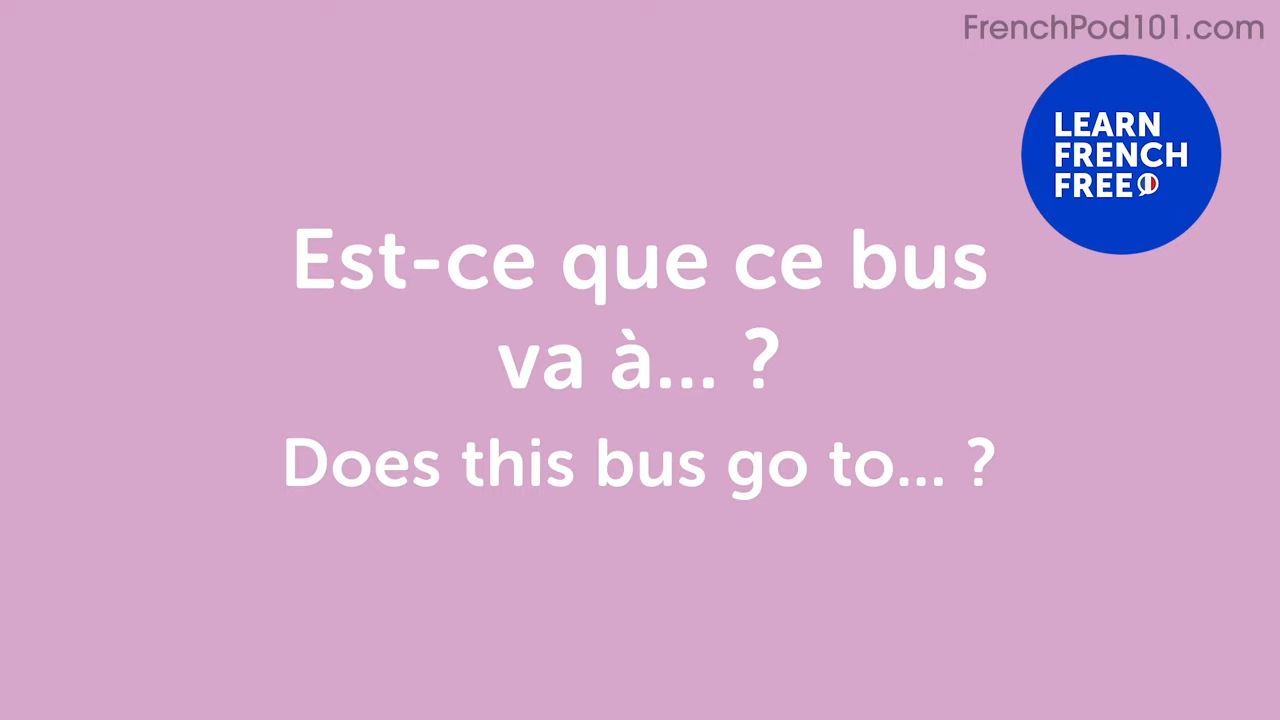 FrenchPod101.com
LEARN
FRENCH
FREE
Est-ce que ce bus
va à... ?
Does this bus go to... ?